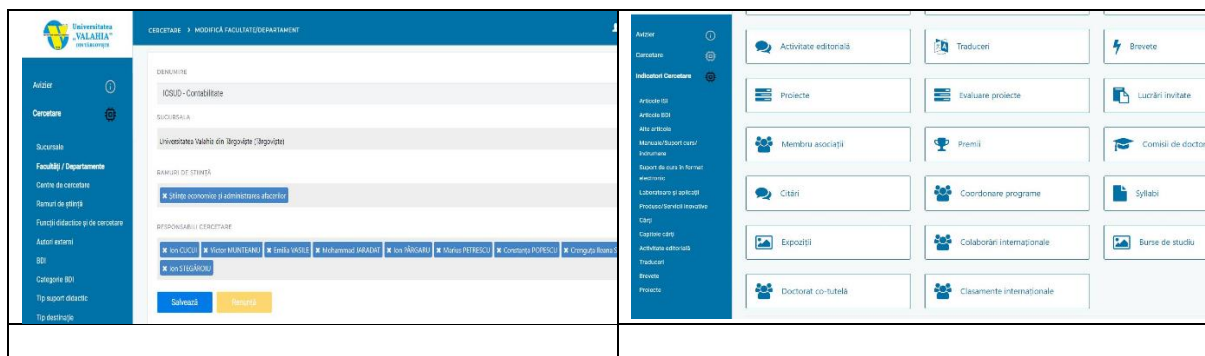 Universitatea
„VALAHIA”
DIN TÂRGOVIȘTE
Avizier
Cercetare
Sucursale
Facultăți / Departamente
Centre de cercetare
Ramuri de știință
Funcții didactice și de cercetare
Autori externi
BDI
Categorie BDI
Tip suport didactic
Tip destinație
CERCETARE > MODIFICĂ FACULTATE/DEPARTAMENT
DENUMIRE
IOSUD - Contabilitate
SUCURSALA
Universitatea Valahia din Târgoviște (Târgoviște)
RAMURI DE ȘTIINȚĂ
× Științe economice și administrarea afacerilor
RESPONSABILI CERCETARE
× Ion CUCUI × Victor MUNTEANU × Emilia VASILE × Mohammad JARADAT × Ion PÂRGARU × Marius PETRESCU × Constanța POPESCU × Crenguța Ileana
× Ion STEGĂROIU
Salvează Renunță
Avizier
Cercetare
Indicatori Cercetare
Articole ISI
Articole BDI
Alte articole
Manuale/Suport curs/
Îndrumare
Suport de curs în format
electronic
Laboratoare și aplicații
Produse/Servicii inovative
Cărți
Capitole cărți
Activitate editorială
Traduceri
Brevete
Proiecte
Activitate editorială Traduceri Brevete
Proiecte Evaluare proiecte Lucrări invitate
Membru asociații Premii Comisii de doctor
Citări Coordonare programe Syllabi
Expoziții Colaborări internaționale Burse de studiu
Doctorat co-tutelă Clasamente internaționale